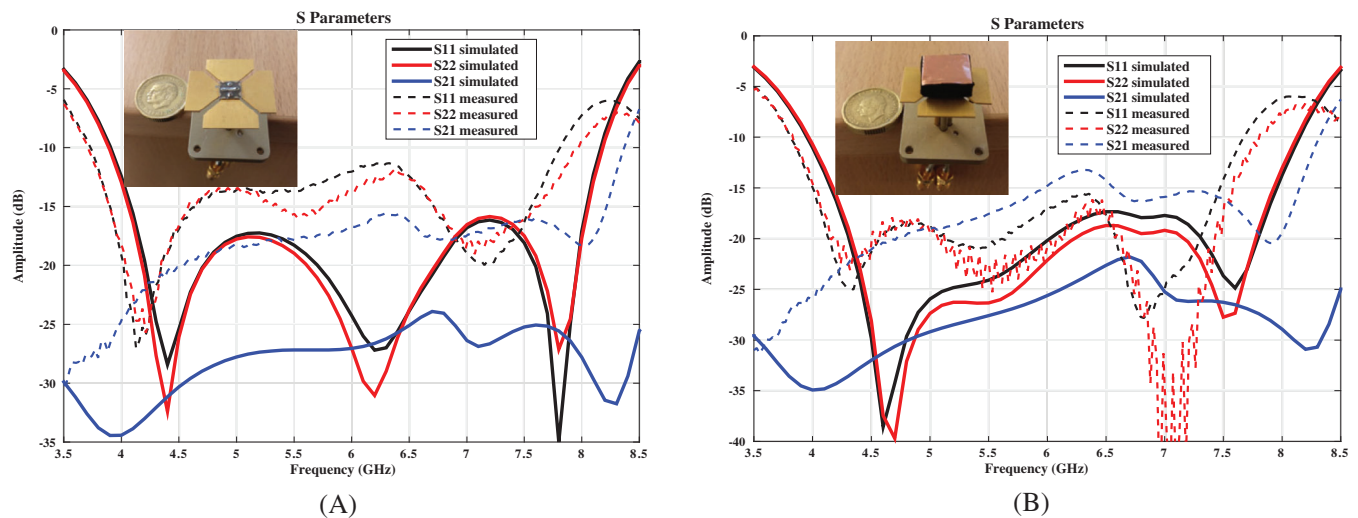 S Parameters
0
-5
-10
-15
-20
-25
-30
-35
Amplitude (dB)
S11 simulated
S22 simulated
S21 simulated
S11 measured
S22 measured
S21 measured
3.5 4 4.5 5 5.5 6 6.5 7 7.5 8 8.5
Frequency (GHz)
(A)
S Parameters
0
-5
-10
-15
-20
-25
-30
-35
-40
Amplitude (dB)
S11 simulated
S22 simulated
S21 simulated
S11 measured
S22 measured
S21 measured
3.5 4 4.5 5 5.5 6 6.5 7 7.5 8 8.5
Frequency (GHz)
(B)